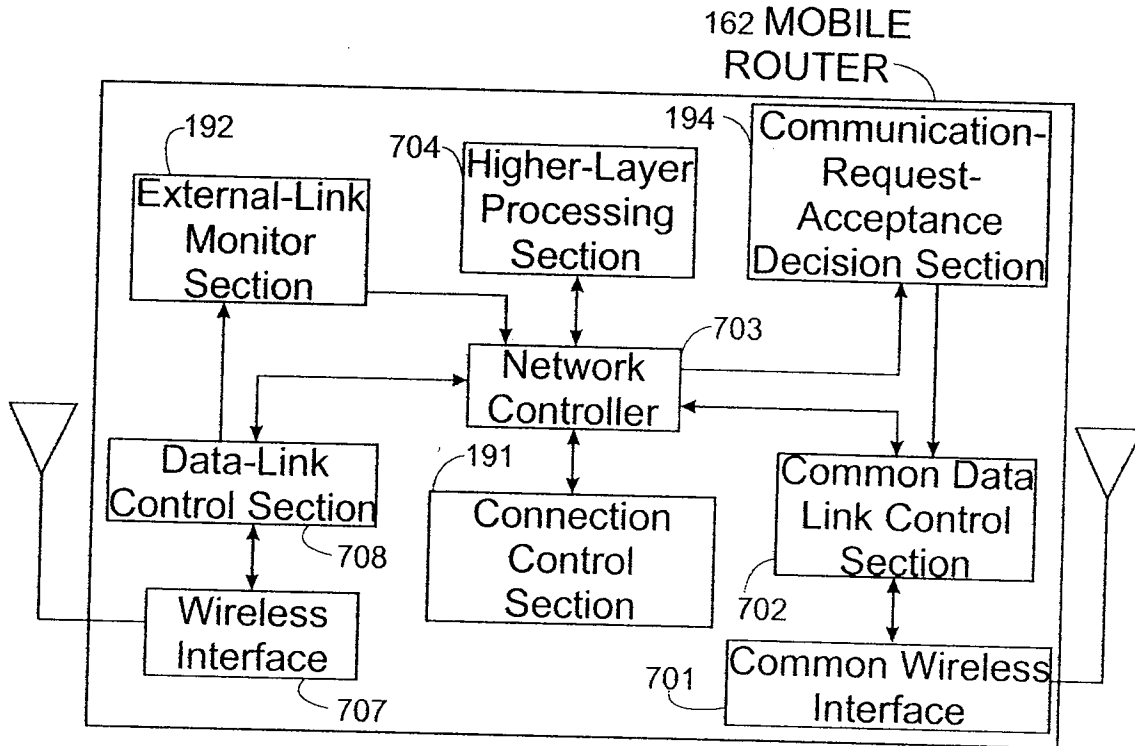 162 MOBILE
ROUTER
192
External-Link
Monitor
Section
704
Higher-Layer
Processing
Section
194
Communication-
Request-
Acceptance
Decision Section
703
Network
Controller
Data-Link
Control Section
708
191
Connection
Control
Section
Common Data
Link Control
Section
702
Wireless
Interface
707
701
Common Wireless
Interface